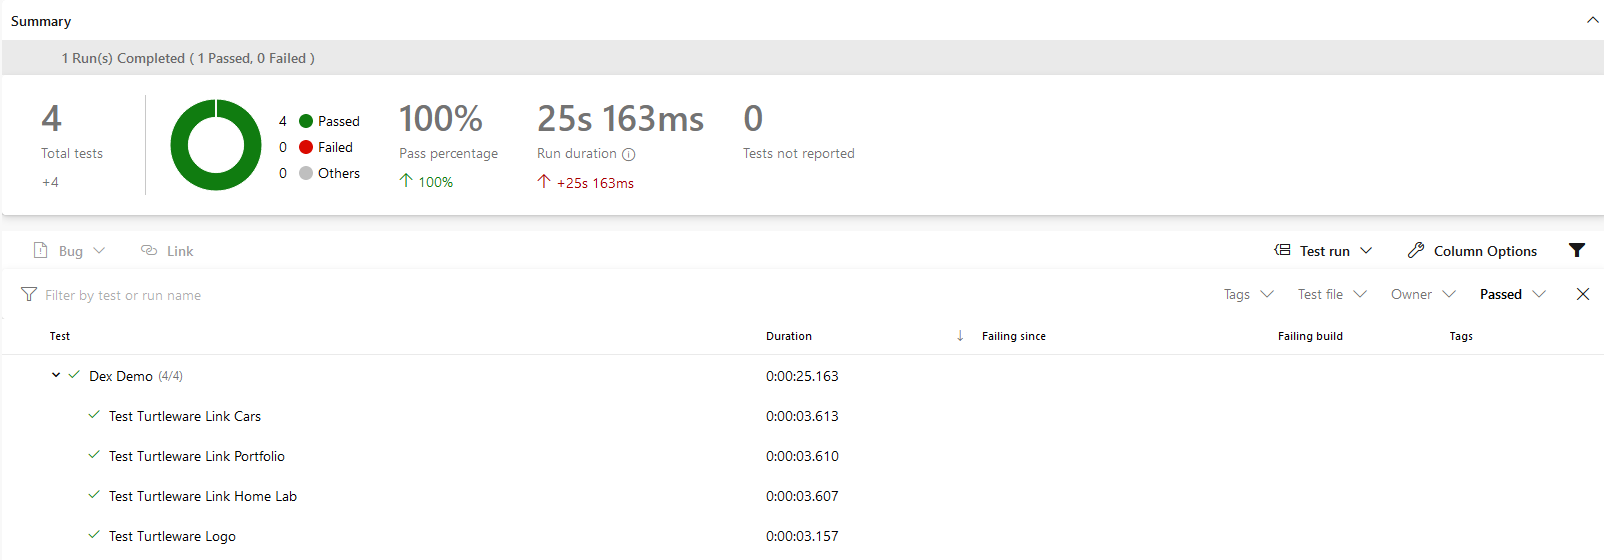 Summary
1 Run(s) Completed ( 1 Passed, 0 Failed )
4
Total tests
+4
4 Passed
0 Failed
0 Others
100%
Pass percentage
100%
25s 163ms
Run duration
+25s 163ms
0
Tests not reported
Bug Link Test run Column Options
Filter by test or run name Tags Test file Owner Passed
Test Duration Failing since Failing build Tags
Dex Demo (4/4) 0:00:25.163
Test Turtleware Link Cars 0:00:03.613
Test Turtleware Link Portfolio 0:00:03.610
Test Turtleware Link Home Lab 0:00:03.607
Test Turtleware Logo 0:00:03.157